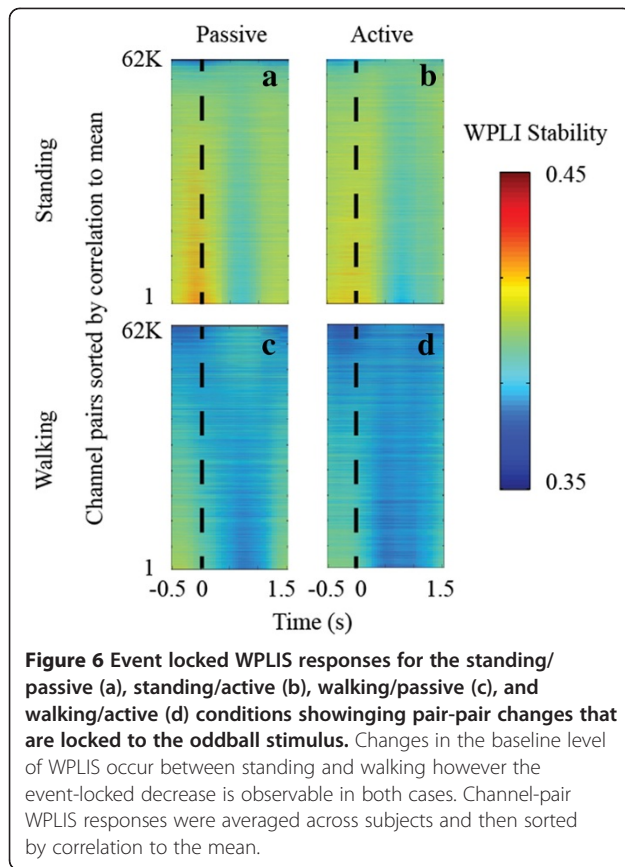 Passive
Active
62K
a
b
Standing
1
WPLI Stability
0.45
0.35
Channel pairs sorted by correlation to mean
62K
c
d
Walking
1
-0.5 0 1.5
-0.5 0 1.5
Time (s)
Figure 6 Event locked WPLIS responses for the standing/
passive (a), standing/active (b), walking/passive (c), and
walking/active (d) conditions showinging pair-pair changes that
are locked to the oddball stimulus. Changes in the baseline level
of WPLIS occur between standing and walking however the
event-locked decrease is observable in both cases. Channel-pair
WPLIS responses were averaged across subjects and then sorted
by correlation to the mean.